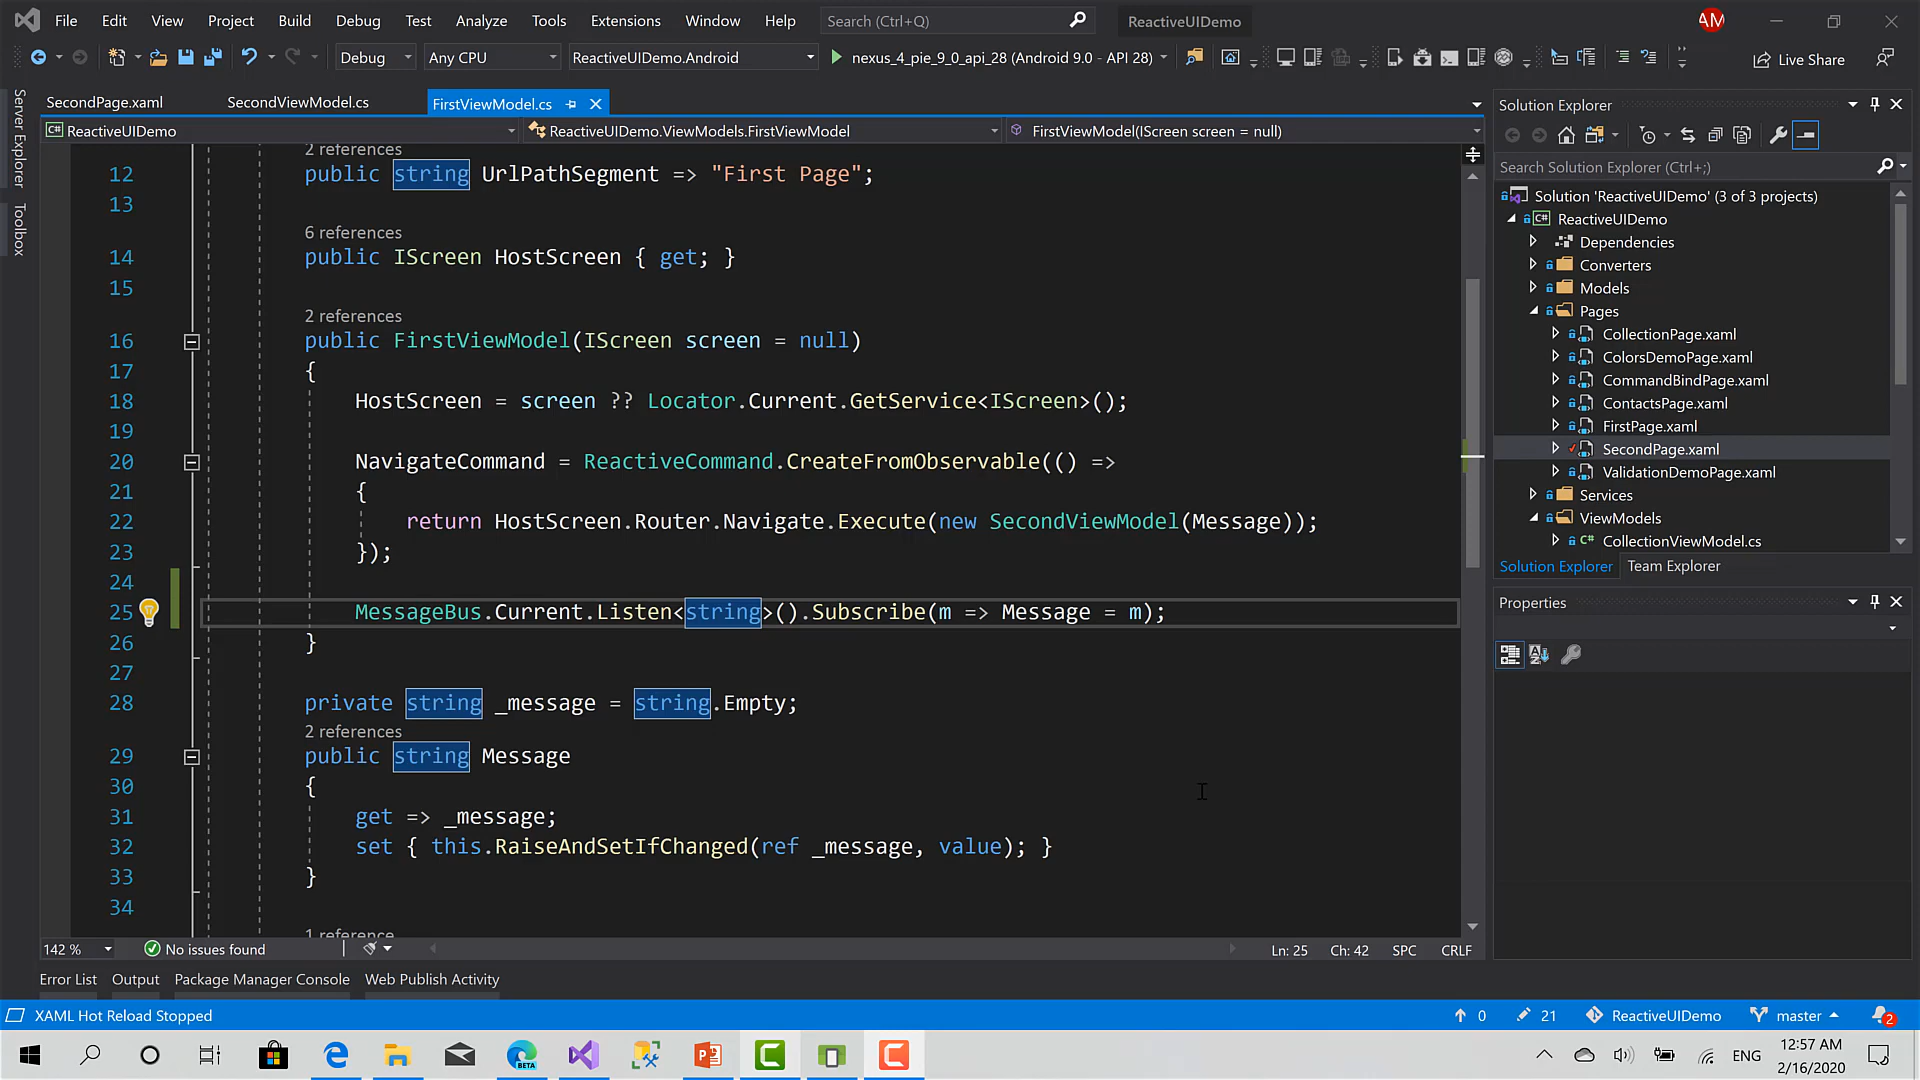 File Edit View Project Build Debug Test Analyze Tools Extensions Window Help Search (Ctrl+Q) ReactiveUIDemo AM
Debug Any CPU ReactiveUIDemo.Android nexus_4_pie_9_0_api_28 (Android 9.0 - API 28) Live Share
Server Explorer
Toolbox
SecondPage.xaml SecondViewModel.cs FirstViewModel.cs
C# ReactiveUIDemo ReactiveUIDemo.ViewModels.FirstViewModel FirstViewModel(IScreen screen = null)
2 references
12 public string UrlPathSegment => "First Page";
13
6 references
14 public IScreen HostScreen { get; }
15
2 references
16 public FirstViewModel(IScreen screen = null)
17 {
18 HostScreen = screen ?? Locator.Current.GetService<IScreen>();
19
20 NavigateCommand = ReactiveCommand.CreateFromObservable(() =>
21 {
22 return HostScreen.Router.Navigate.Execute(new SecondViewModel(Message));
23 });
24
25 MessageBus.Current.Listen<string>().Subscribe(m => Message = m);
26 }
27
28 private string _message = string.Empty;
2 references
29 public string Message
30 {
31 get => _message;
32 set { this.RaiseAndSetIfChanged(ref _message, value); }
33 }
34
1 reference
142 % No issues found Ln: 25 Ch: 42 SPC CRLF
Solution Explorer
Search Solution Explorer (Ctrl+;)
Solution 'ReactiveUIDemo' (3 of 3 projects)
C# ReactiveUIDemo
Dependencies
Converters
Models
Pages
CollectionPage.xaml
ColorsDemoPage.xaml
CommandBindPage.xaml
ContactsPage.xaml
FirstPage.xaml
SecondPage.xaml
ValidationDemoPage.xaml
Services
ViewModels
C# CollectionViewModel.cs
Solution Explorer Team Explorer
Properties
Error List Output Package Manager Console Web Publish Activity
XAML Hot Reload Stopped 0 21 ReactiveUIDemo master 2
BETA ENG 12:57 AM
2/16/2020